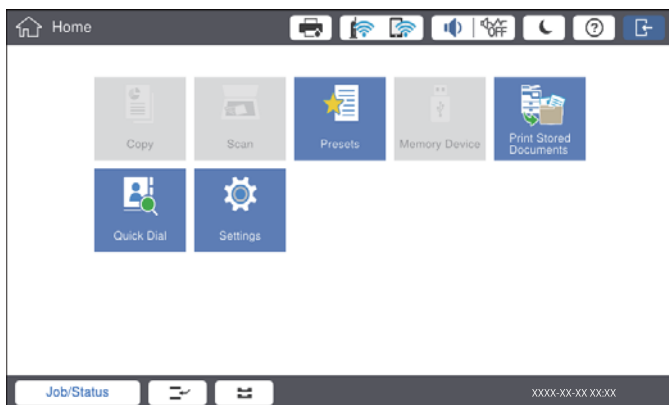 Home
OFF
Copy
Scan
Presets
Memory Device
Print Stored
Documents
Quick Dial
Settings
Job/Status
XXXX-XX-XX XX:XX